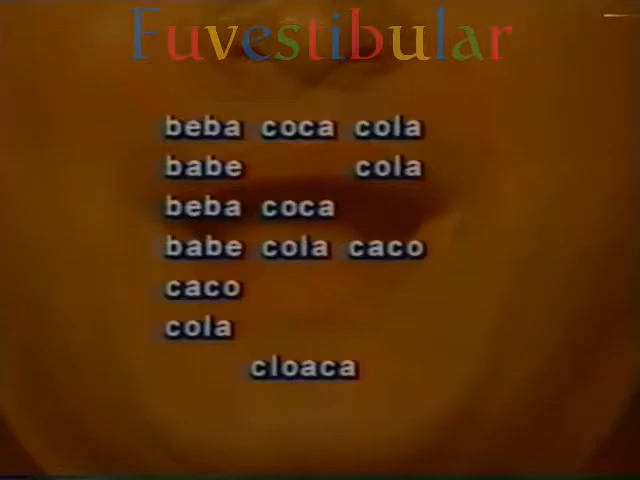 Fuvestibular
beba coca cola
babe cola
beba coca
babe cola caco
caco
cola
cloaca